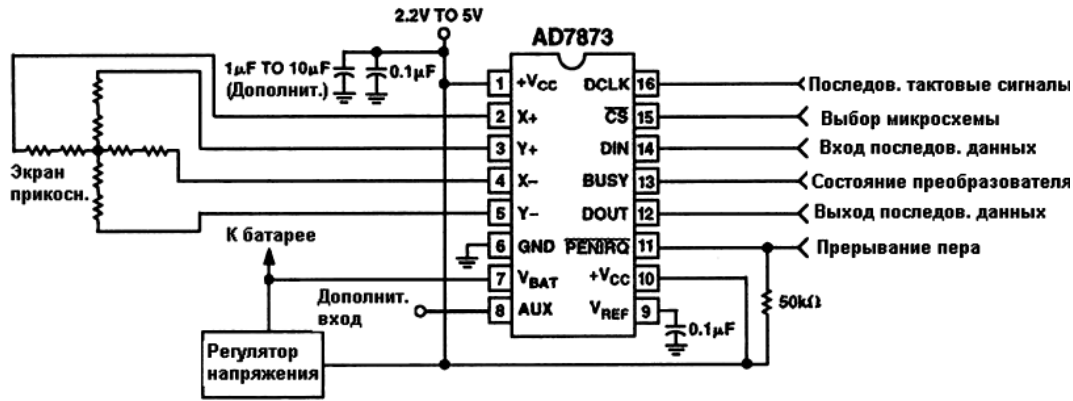 2.2V TO 5V
AD7873
1µF TO 10µF
(Дополнит.)
0.1µF
1 +VCC DCLK 16 Последов. тактовые сигналы
2 X+ CS 15 Выбор микросхемы
3 Y+ DIN 14 Вход последов. данных
Экран
прикосн.
4 X– BUSY 13 Состояние преобразователя
5 Y– DOUT 12 Выход последов. данных
К батарее
6 GND PENIRQ 11 Прерывание пера
7 VBAT +VCC 10
Дополнит.
вход
8 AUX VREF 9
50kΩ
0.1µF
Регулятор
напряжения